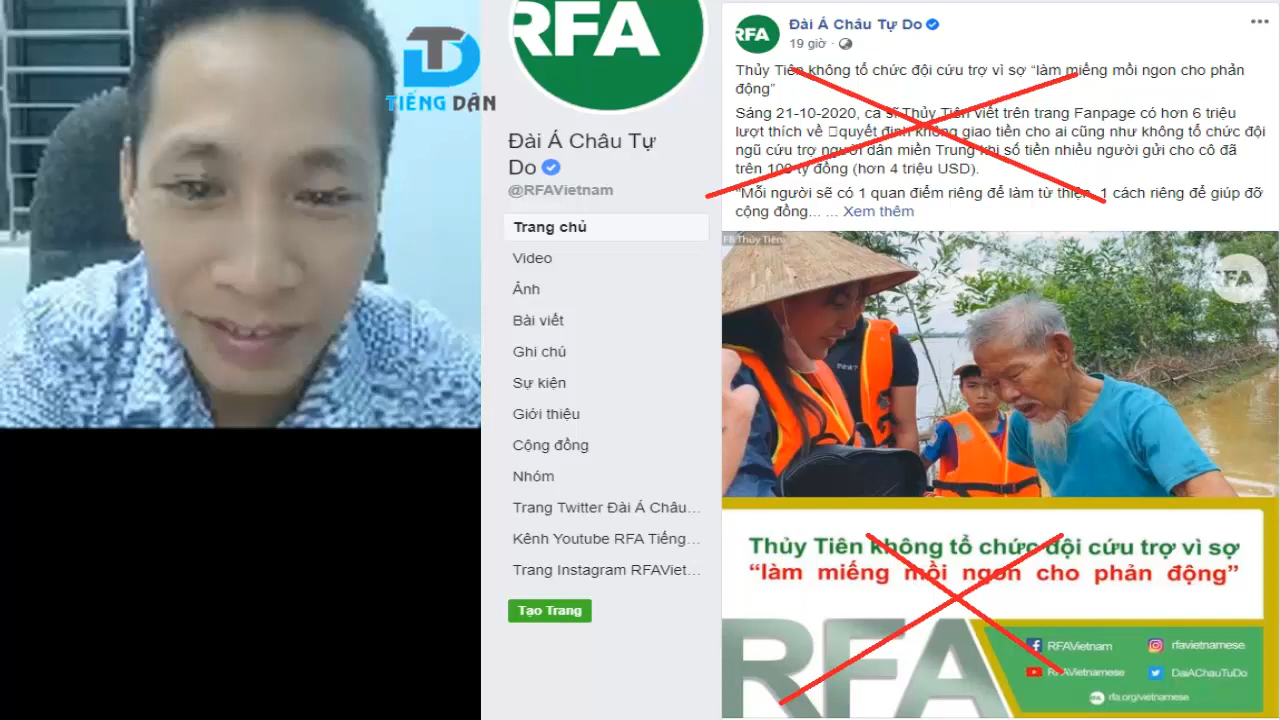 TD
TIẾNG DÂN
RFA
Đài Á Châu Tự
Do
@RFAVietnam
Trang chủ
Video
Ảnh
Bài viết
Ghi chú
Sự kiện
Giới thiệu
Cộng đồng
Nhóm
Trang Twitter Đài Á Châu...
Kênh Youtube RFA Tiếng...
Trang Instagram RFAViet...
Tạo Trang
RFA
Đài Á Châu Tự Do
19 giờ ·
Thủy Tiên không tổ chức đội cứu trợ vì sợ “làm miếng mồi ngon cho phản
động”
Sáng 21-10-2020, ca sĩ Thủy Tiên viết trên trang Fanpage có hơn 6 triệu
lượt thích về quyết định không giao tiền cho ai cũng như không tổ chức đội
ngũ cứu trợ người dân miền Trung khi số tiền nhiều người gửi cho cô đã
trên 100 tỷ đồng (hơn 4 triệu USD).
"Mỗi người sẽ có 1 quan điểm riêng để làm từ thiện, 1 cách riêng để giúp đỡ
cộng đồng... ... Xem thêm
FB Thủy Tiên
RFA
Thủy Tiên không tổ chức đội cứu trợ vì sợ
“làm miếng mồi ngon cho phản động”
RFA
RFAVietnam
rfavietnamese
RFAVietnamese
DaiAChauTuDo
rfa.org/vietnamese